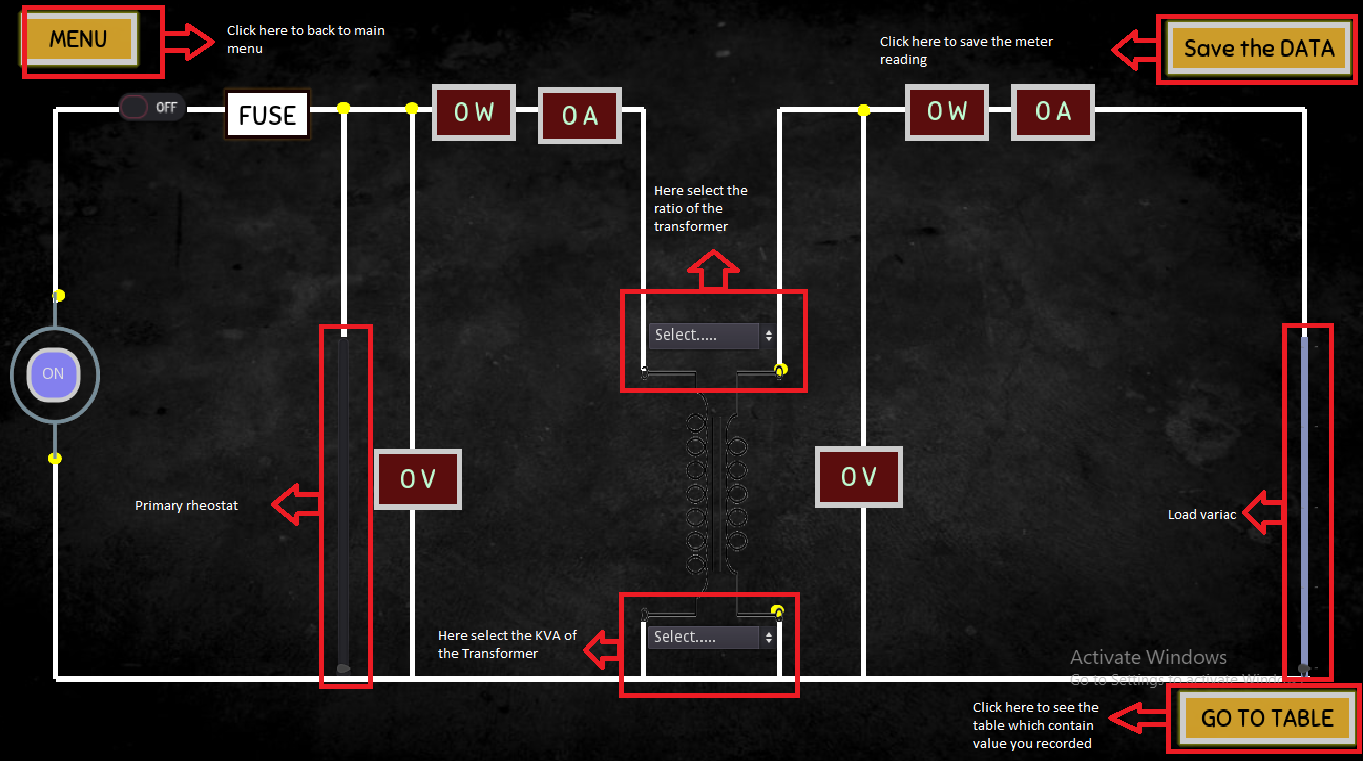 MENU
Click here to back to main
menu
Click here to save the meter
reading
Save the DATA
OFF
FUSE
0 W
0 A
0 W
0 A
Here select the
ratio of the
transformer
Select.....
ON
0 V
0 V
Primary rheostat
Load variac
Here select the KVA of
the Transformer
Select.....
Activate Windows
Go to Settings to activate Windows
Click here to see the
table which contain
value you recorded
GO TO TABLE